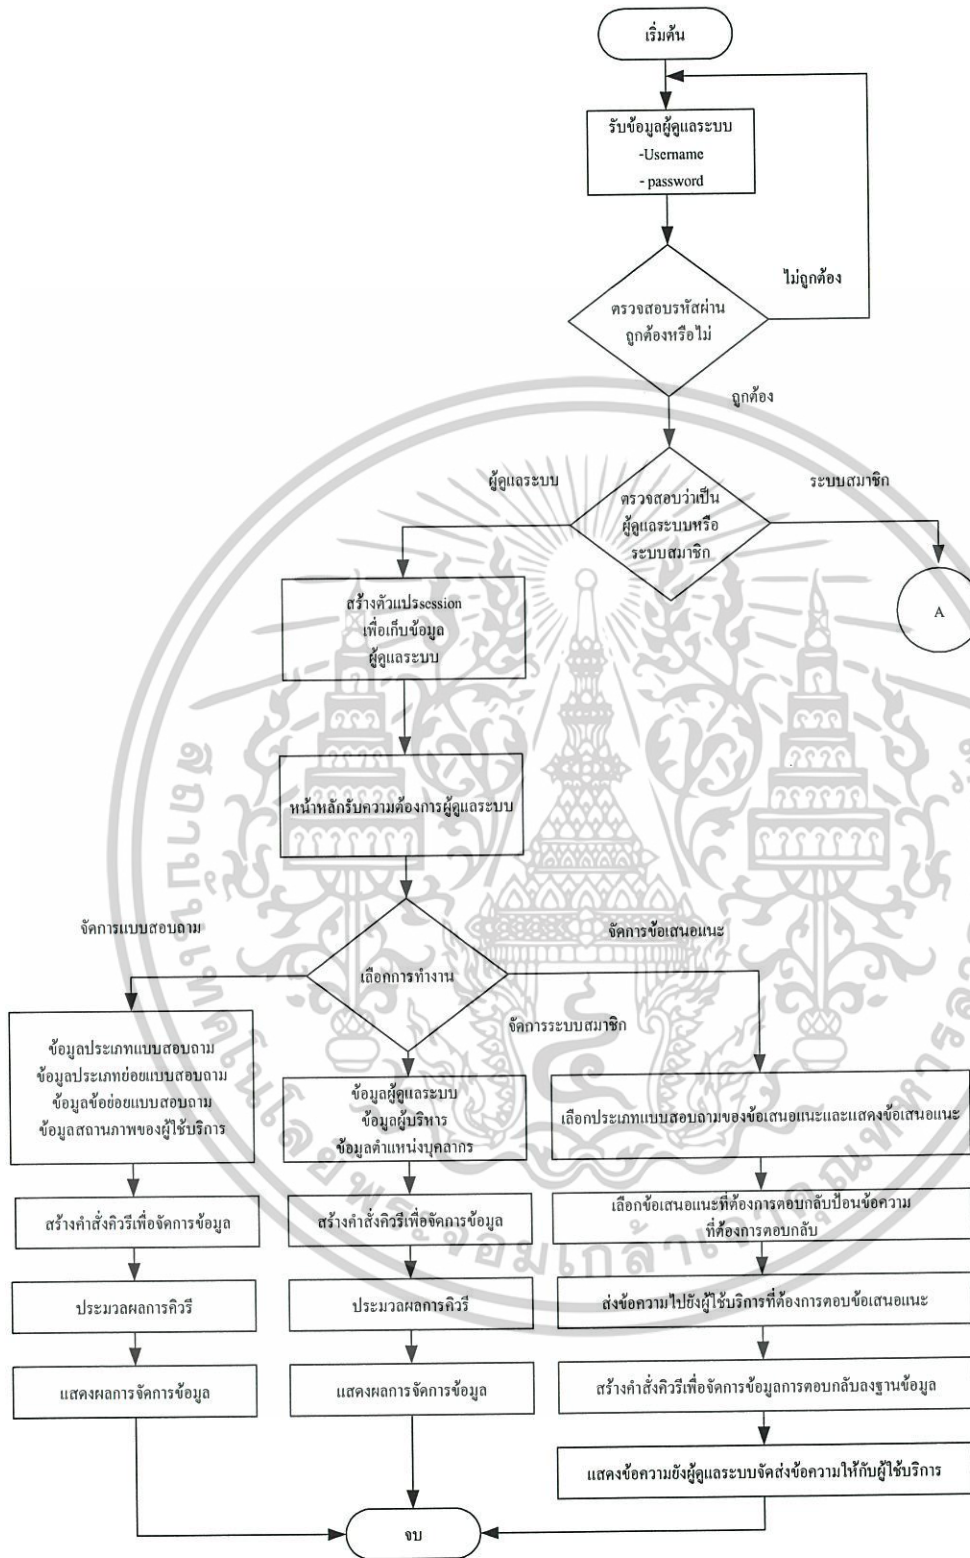 เริ่มต้น
รับข้อมูลผู้ดูแลระบบ
-Username
- password
ไม่ถูกต้อง
ตรวจสอบรหัสผ่าน
ถูกต้องหรือไม่
ถูกต้อง
ผู้ดูแลระบบ
ระบบสมาชิก
ตรวจสอบว่าเป็น
ผู้ดูแลระบบหรือ
ระบบสมาชิก
A
สร้างตัวแปรsession
เพื่อเก็บข้อมูล
ผู้ดูแลระบบ
หน้าหลักรับความต้องการผู้ดูแลระบบ
จัดการแบบสอบถาม
จัดการข้อเสนอแนะ
เลือกการทำงาน
จัดการระบบสมาชิก
ข้อมูลประเภทแบบสอบถาม
ข้อมูลประเภทย่อยแบบสอบถาม
ข้อมูลข้อย่อยแบบสอบถาม
ข้อมูลสถานภาพของผู้ใช้บริการ
ข้อมูลผู้ดูแลระบบ
ข้อมูลผู้บริหาร
ข้อมูลตำแหน่งบุคลากร
เลือกประเภทแบบสอบถามของข้อเสนอแนะและแสดงข้อเสนอแนะ
สร้างคำสั่งคิวรีเพื่อจัดการข้อมูล
สร้างคำสั่งคิวรีเพื่อจัดการข้อมูล
เลือกข้อเสนอแนะที่ต้องการตอบกลับป้อนข้อความ
ที่ต้องการตอบกลับ
ประมวลผลการคิวรี
ประมวลผลการคิวรี
ส่งข้อความไปยังผู้ใช้บริการที่ต้องการตอบข้อเสนอแนะ
แสดงผลการจัดการข้อมูล
แสดงผลการจัดการข้อมูล
สร้างคำสั่งคิวรีเพื่อจัดการข้อมูลการตอบกลับลงฐานข้อมูล
แสดงข้อความยังผู้ดูแลระบบจัดส่งข้อความให้กับผู้ใช้บริการ
จบ